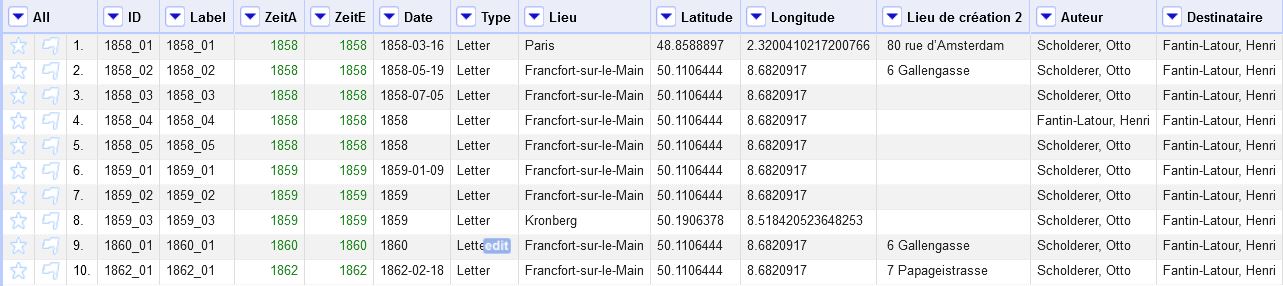 All ID Label ZeitA ZeitE Date Type Lieu Latitude Longitude Lieu de création 2 Auteur Destinataire
1. 1858_01 1858_01 1858 1858 1858-03-16 Letter Paris 48.8588897 2.3200410217200766 80 rue d'Amsterdam Scholderer, Otto Fantin-Latour, Henri
2. 1858_02 1858_02 1858 1858 1858-05-19 Letter Francfort-sur-le-Main 50.1106444 8.6820917 6 Gallengasse Scholderer, Otto Fantin-Latour, Henri
3. 1858_03 1858_03 1858 1858 1858-07-05 Letter Francfort-sur-le-Main 50.1106444 8.6820917 Scholderer, Otto Fantin-Latour, Henri
4. 1858_04 1858_04 1858 1858 1858 Letter Francfort-sur-le-Main 50.1106444 8.6820917 Fantin-Latour, Henri Fantin-Latour, Henri
5. 1858_05 1858_05 1858 1858 1858 Letter Francfort-sur-le-Main 50.1106444 8.6820917 Scholderer, Otto Fantin-Latour, Henri
6. 1859_01 1859_01 1859 1859 1859-01-09 Letter Francfort-sur-le-Main 50.1106444 8.6820917 Scholderer, Otto Fantin-Latour, Henri
7. 1859_02 1859_02 1859 1859 1859 Letter Francfort-sur-le-Main 50.1106444 8.6820917 Scholderer, Otto Fantin-Latour, Henri
8. 1859_03 1859_03 1859 1859 1859 Letter Kronberg 50.1906378 8.518420523648253 Scholderer, Otto Fantin-Latour, Henri
9. 1860_01 1860_01 1860 1860 1860 Lette edit Francfort-sur-le-Main 50.1106444 8.6820917 6 Gallengasse Scholderer, Otto Fantin-Latour, Henri
10. 1862_01 1862_01 1862 1862 1862-02-18 Letter Francfort-sur-le-Main 50.1106444 8.6820917 7 Papageistrasse Scholderer, Otto Fantin-Latour, Henri